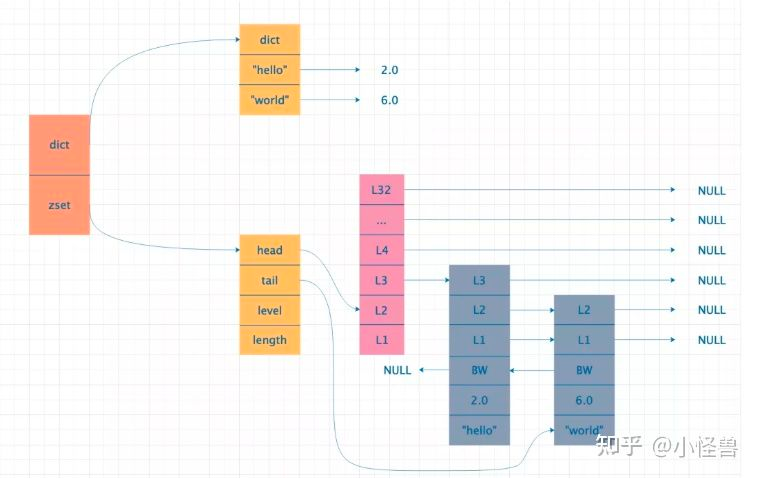 dict
"hello"
2.0
"world"
6.0
dict
zset
L32
NULL
...
NULL
head
L4
NULL
tail
L3
L3
NULL
level
L2
L2
L2
NULL
length
L1
L1
L1
NULL
NULL
BW
BW
2.0
6.0
"hello"
"world"
知乎 @小怪兽